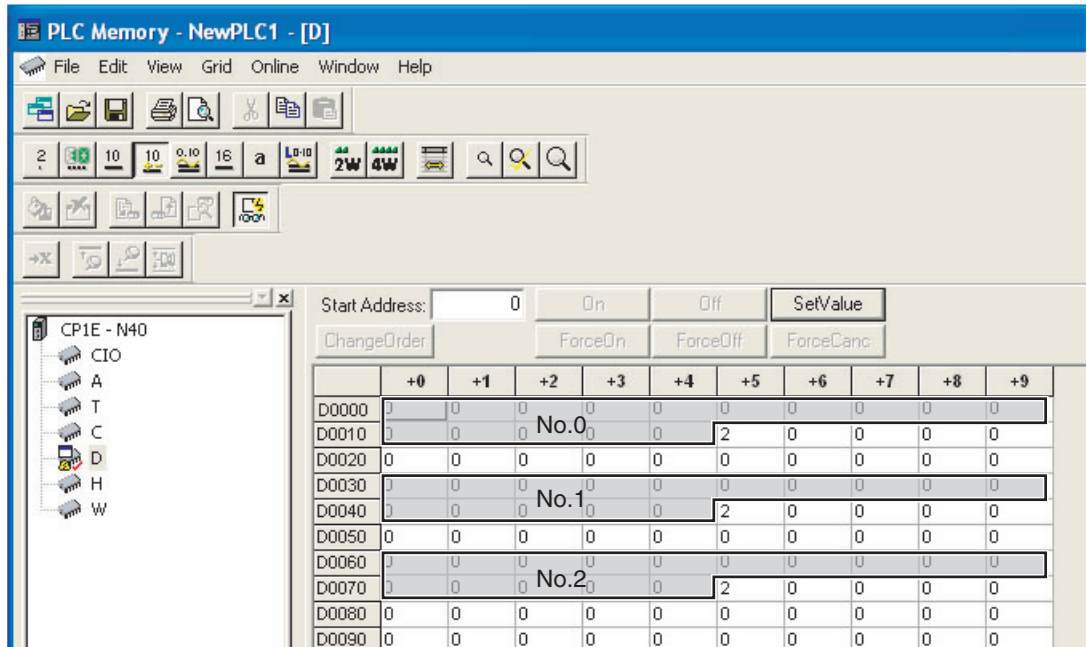 PLC Memory - NewPLC1 - [D]
File Edit View Grid Online Window Help
2 10 10 10 0.10 16 a L0-10 2W 4W
→X
Start Address: 0 On Off SetValue
ChangeOrder ForceOn ForceOff ForceCanc
CP1E - N40
CIO
A
T
C
D
H
W
+0 +1 +2 +3 +4 +5 +6 +7 +8 +9
D0000 0 0 0 0 0 0 0 0 0 0
No.0
D0010 0 0 0 0 0 2 0 0 0 0
D0020 0 0 0 0 0 0 0 0 0 0
D0030 0 0 0 0 0 0 0 0 0 0
No.1
D0040 0 0 0 0 0 2 0 0 0 0
D0050 0 0 0 0 0 0 0 0 0 0
D0060 0 0 0 0 0 0 0 0 0 0
No.2
D0070 0 0 0 0 0 2 0 0 0 0
D0080 0 0 0 0 0 0 0 0 0 0
D0090 0 0 0 0 0 0 0 0 0 0